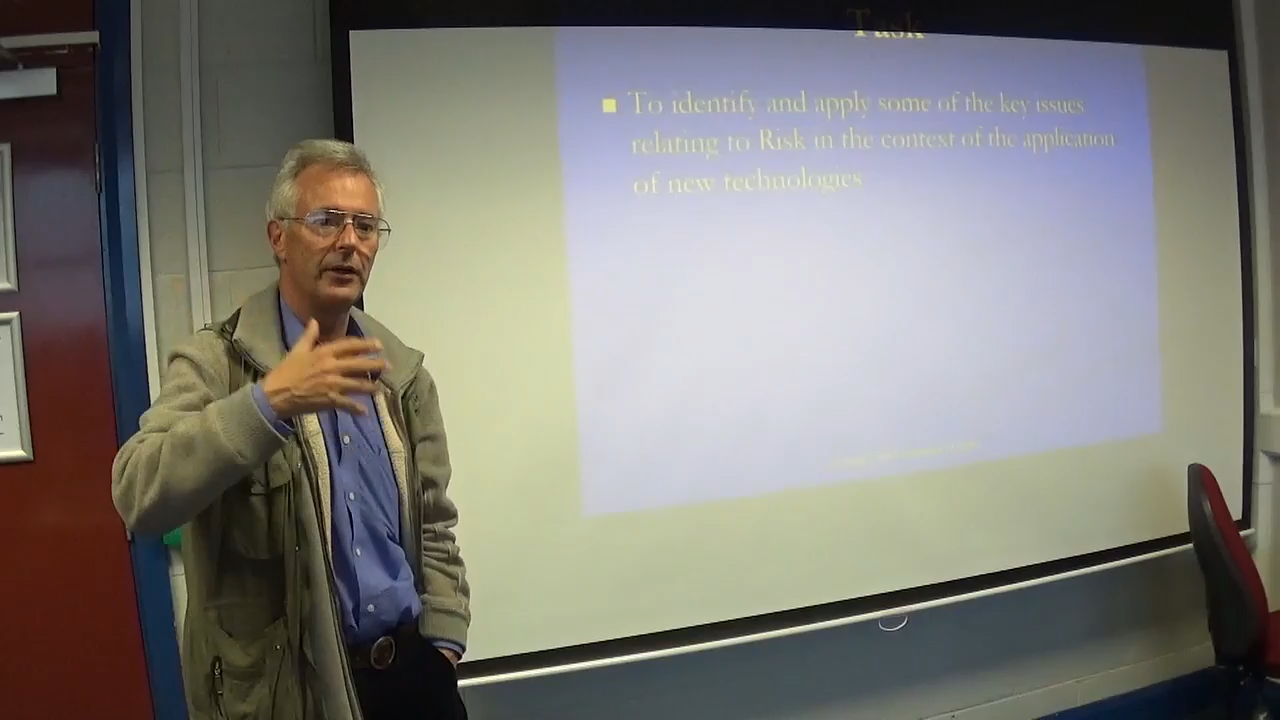 Task
To identify and apply some of the key issues
relating to Risk in the context of the application
of new technologies